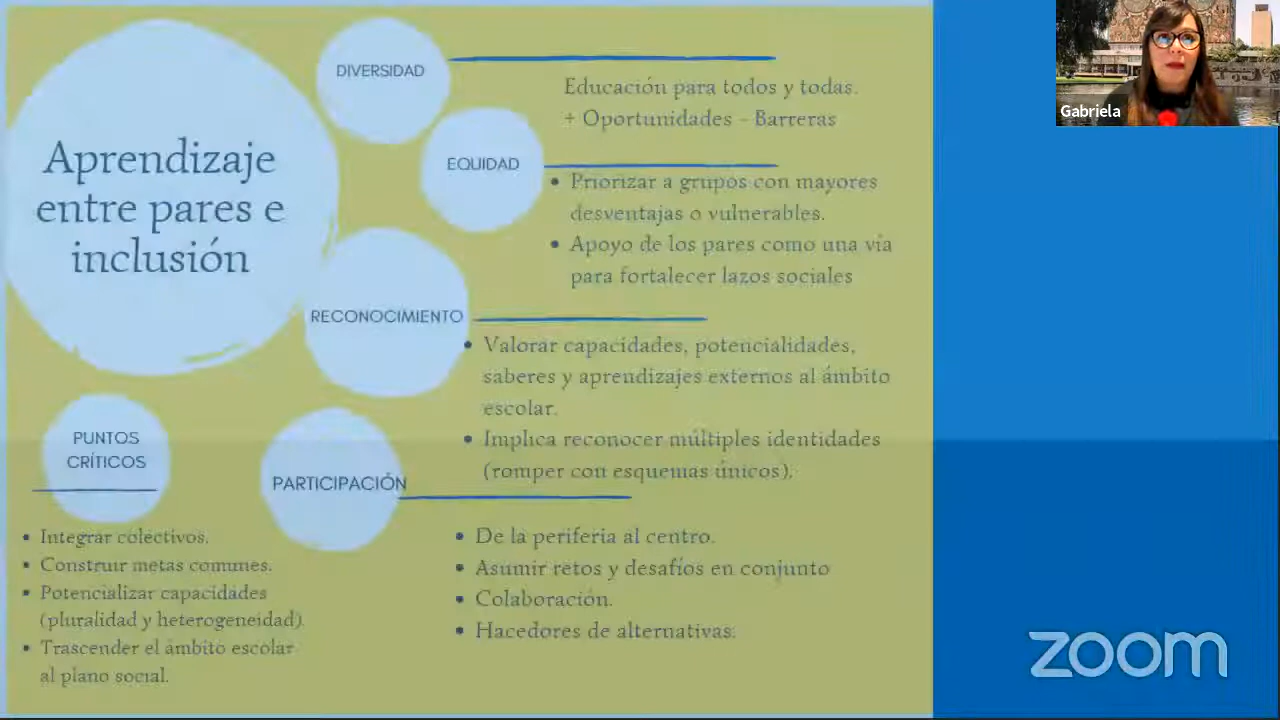 Aprendizaje
entre pares e
inclusión
DIVERSIDAD
Educación para todos y todas.
+ Oportunidades - Barreras
EQUIDAD
• Priorizar a grupos con mayores
desventajas o vulnerables.
• Apoyo de los pares como una via
para fortalecer lazos sociales
RECONOCIMIENTO
• Valorar capacidades, potencialidades,
saberes y aprendizajes externos al ámbito
escolar.
• Implica reconocer múltiples identidades
(romper con esquemas únicos).
PARTICIPACIÓN
• De la periferia al centro.
• Asumir retos y desafíos en conjunto
• Colaboración.
• Hacedores de alternativas.
PUNTOS
CRÍTICOS
• Integrar colectivos.
• Construir metas comunes.
• Potencializar capacidades
(pluralidad y heterogeneidad).
• Trascender el ámbito escolar
al plano social.
Gabriela
zoom